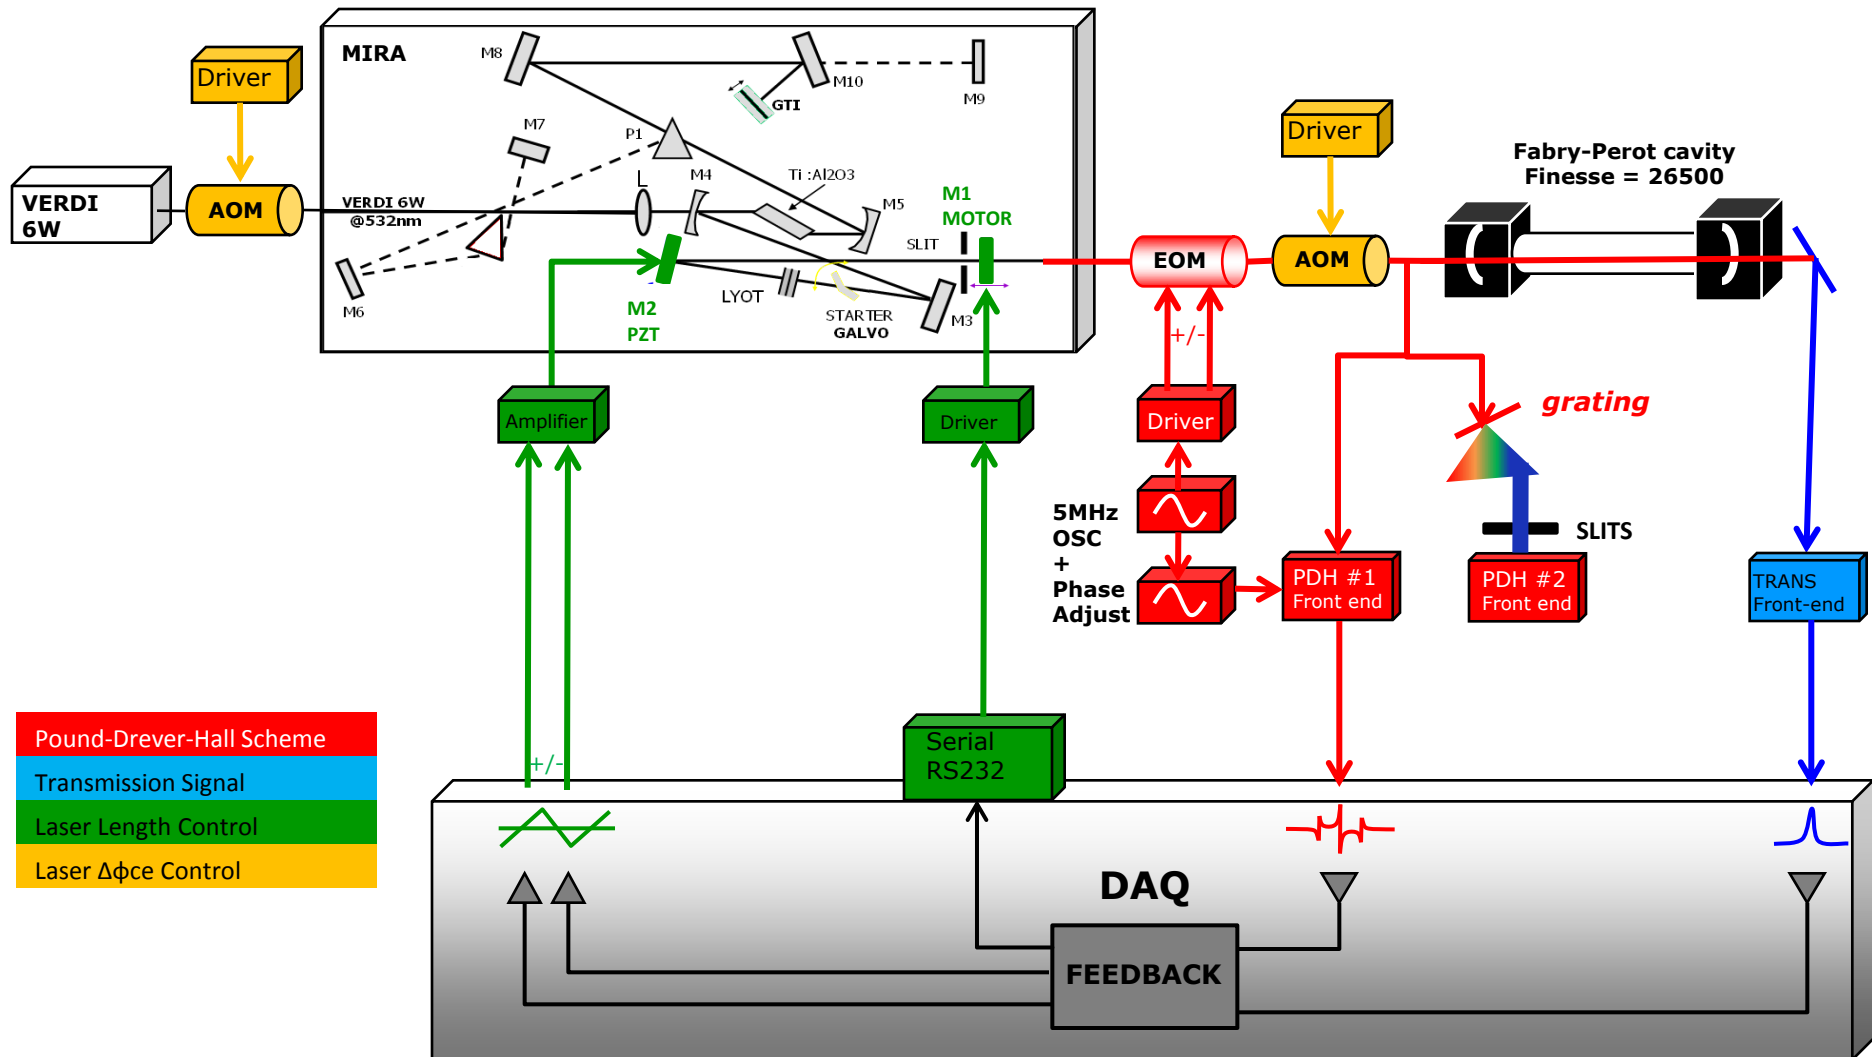 MIRA
M8
M10
M9
GTI
Driver
M7
P1
L
M4
Ti :Al2O3
M5
M1
MOTOR
Driver
Fabry-Perot cavity
Finesse = 26500
VERDI
6W
AOM
VERDI 6W
@532nm
SLIT
EOM
AOM
M6
LYOT
M2
PZT
STARTER
GALVO
M3
+/-
Amplifier
Driver
Driver
grating
5MHz
OSC
+
Phase
Adjust
SLITS
PDH #1
Front end
PDH #2
Front end
TRANS
Front-end
Pound-Drever-Hall Scheme
Transmission Signal
Laser Length Control
Laser Δφce Control
+/-
Serial
RS232
DAQ
FEEDBACK